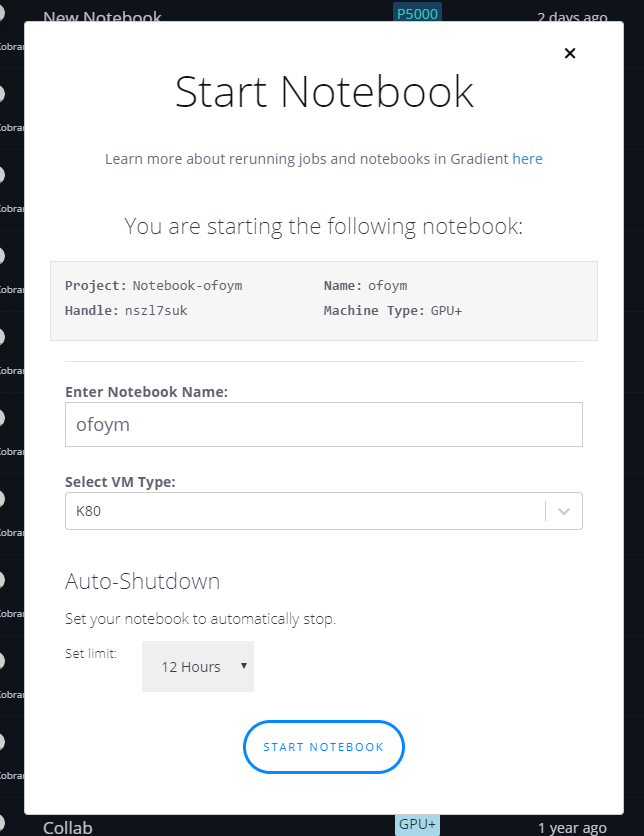 New Notebook P5000 2 days ago
×
Start Notebook
Learn more about rerunning jobs and notebooks in Gradient here
You are starting the following notebook:
Project: Notebook-ofoym Name: ofoym
Handle: nszl7suk Machine Type: GPU+
Enter Notebook Name:
ofoym
Select VM Type:
K80
Auto-Shutdown
Set your notebook to automatically stop.
Set limit: 12 Hours
START NOTEBOOK
Collab GPU+ 1 year ago